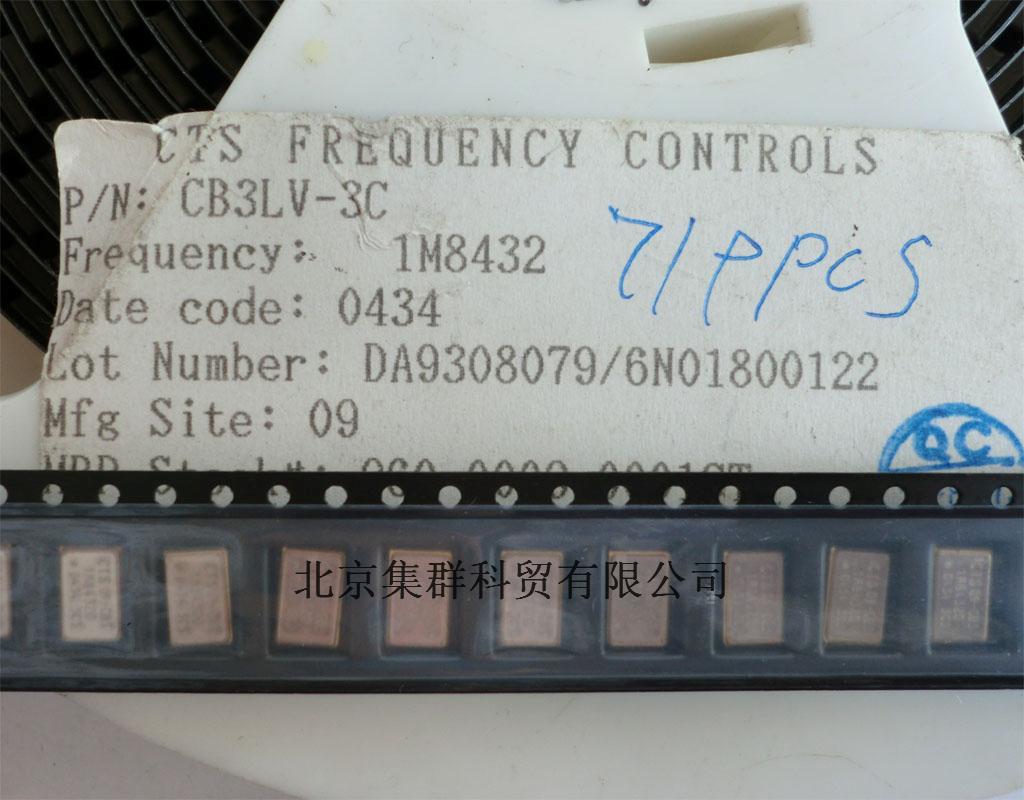 CTS FREQUENCY CONTROLS
P/N: CB3LV-3C
Frequency: 1M8432
71PPCS
Date code: 0434
Lot Number: DA9308079/6N01800122
Mfg Site: 09
QC
北京集群科贸有限公司